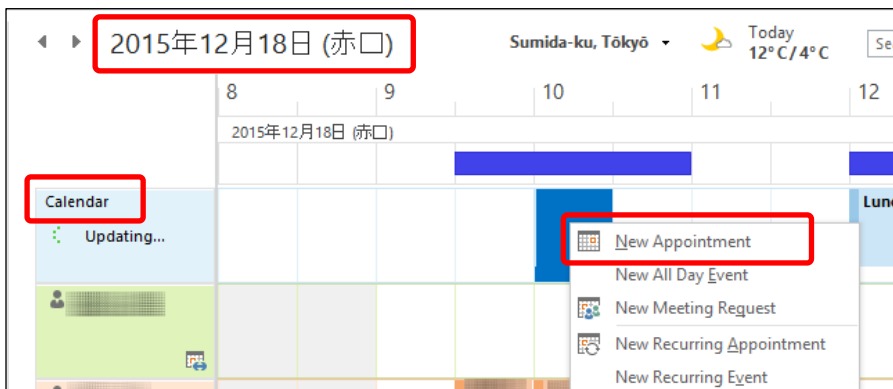 2015年12月18日 (赤口)
Sumida-ku, Tōkyō
Today
12°C/4°C
Se
8
9
10
11
12
2015年12月18日 (赤口)
Calendar
Updating...
Lun
New Appointment
New All Day Event
New Meeting Request
New Recurring Appointment
New Recurring Event